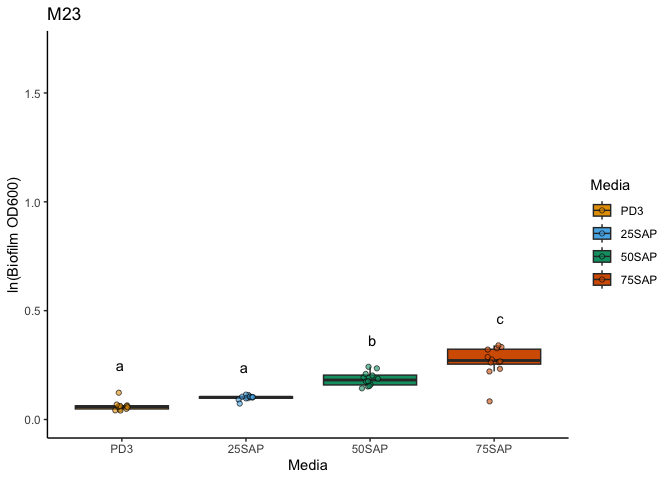 M23
ln(Biofilm OD600)
1.5
1.0
0.5
0.0
a
a
b
c
PD3
25SAP
50SAP
75SAP
Media
Media
PD3
25SAP
50SAP
75SAP